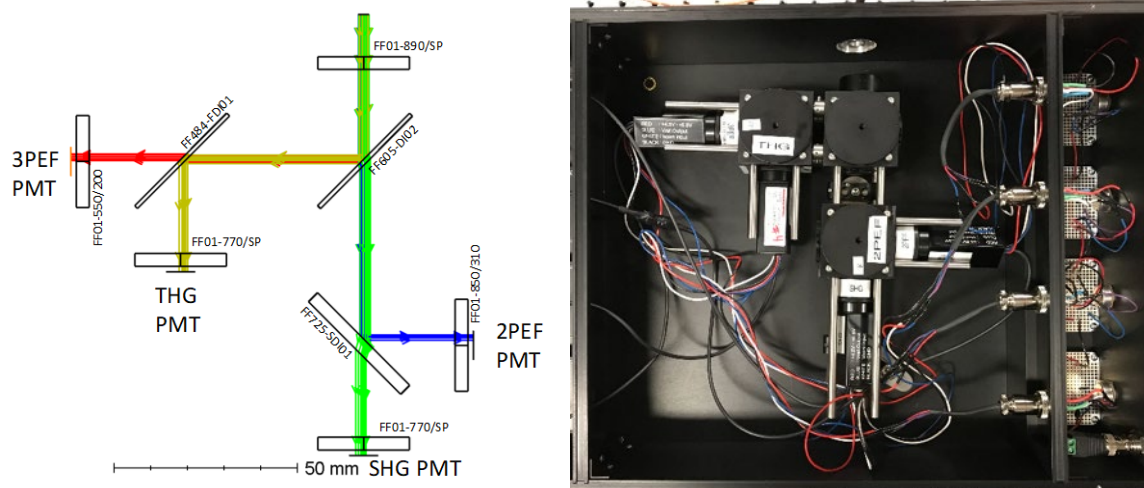 FF01-890/SP
FF484-FDI01
FF605-DI02
3PEF
PMT
FF01-550/200
FF01-770/SP
THG
PMT
FF725-SDI01
FF01-850/310
2PEF
PMT
FF01-770/SP
50 mm
SHG PMT
THG
2PEF
SHG